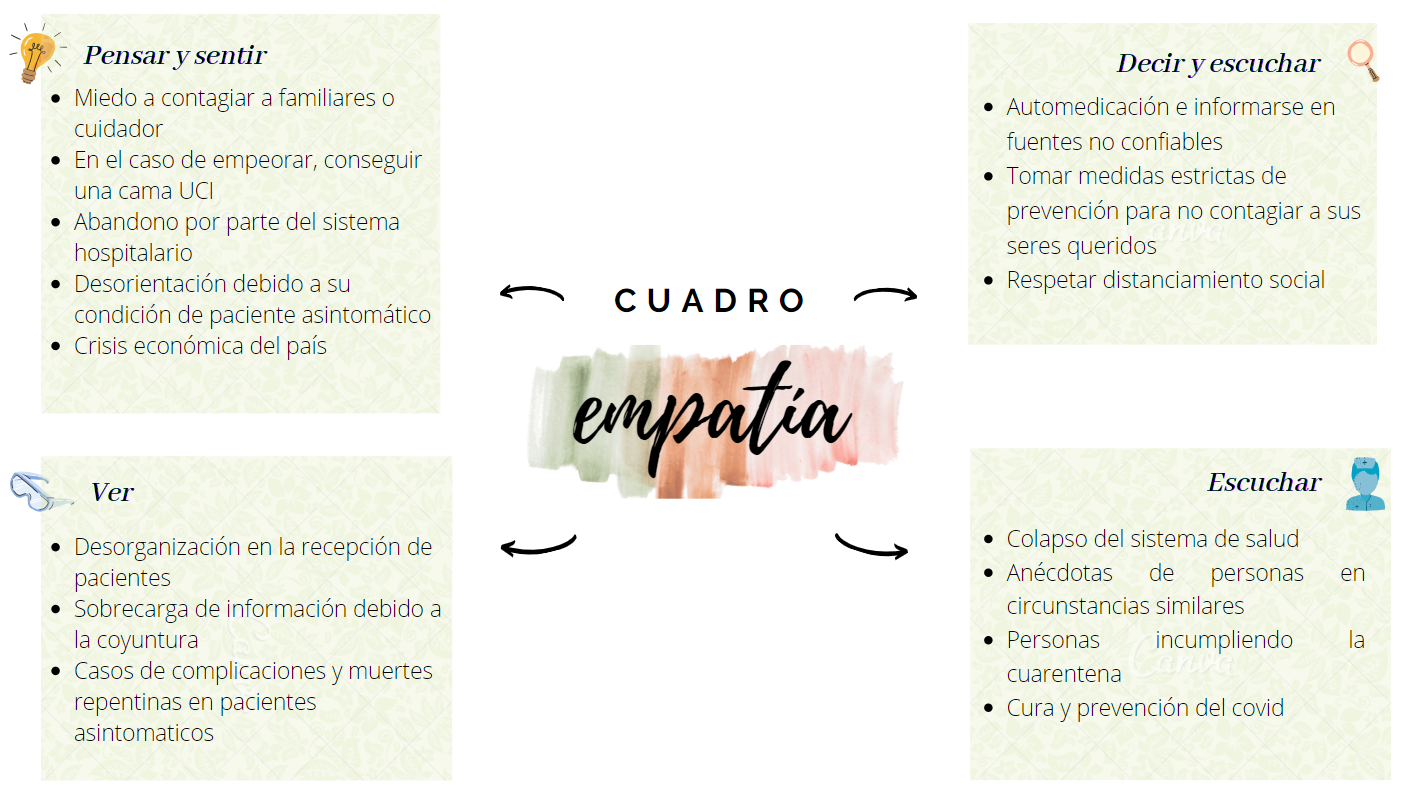 Pensar y sentir
Miedo a contagiar a familiares o
cuidador
En el caso de empeorar, conseguir
una cama UCI
Abandono por parte del sistema
hospitalario
Desorientación debido a su
condición de paciente asintomático
Crisis económica del país
Decir y escuchar
Automedicación e informarse en
fuentes no confiables
Tomar medidas estrictas de
prevención para no contagiar a sus
seres queridos
Respetar distanciamiento social
CUADRO
empatía
Ver
Desorganización en la recepción de
pacientes
Sobrecarga de información debido a
la coyuntura
Casos de complicaciones y muertes
repentinas en pacientes
asintomaticos
Escuchar
Colapso del sistema de salud
Anécdotas de personas en
circunstancias similares
Personas incumpliendo la
cuarentena
Cura y prevención del covid
Canva